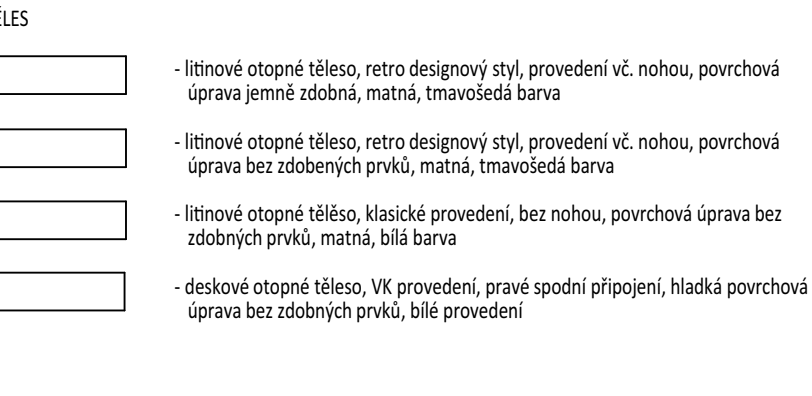 ĚLES
- litinové otopné těleso, retro designový styl, provedení vč. nohou, povrchová
úprava jemně zdobná, matná, tmavošedá barva
- litinové otopné těleso, retro designový styl, provedení vč. nohou, povrchová
úprava bez zdobených prvků, matná, tmavošedá barva
- litinové otopné tělěso, klasické provedení, bez nohou, povrchová úprava bez
zdobných prvků, matná, bílá barva
- deskové otopné těleso, VK provedení, pravé spodní připojení, hladká povrchová
úprava bez zdobných prvků, bílé provedení